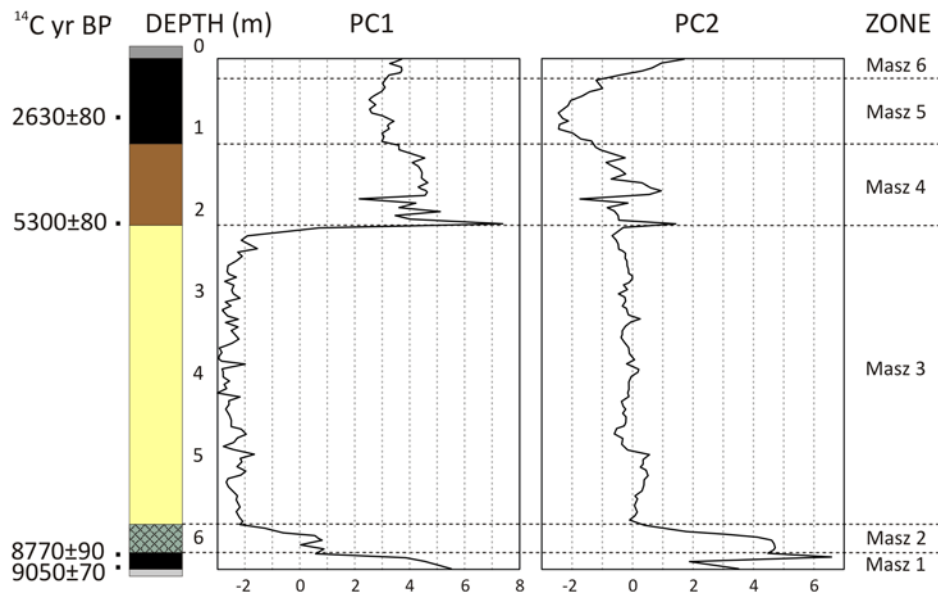 ¹⁴C yr BP DEPTH (m) PC1 PC2 ZONE
0
Masz 6
2630±80
Masz 5
1
Masz 4
2
5300±80
3
Masz 3
4
5
6
Masz 2
8770±90
Masz 1
9050±70
-2 0 2 4 6 8 -2 0 2 4 6